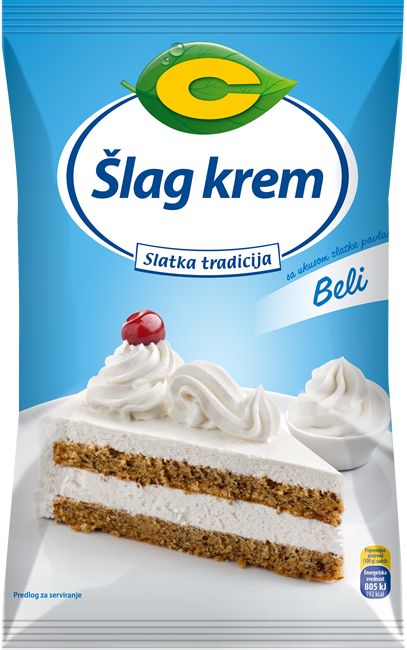 C
Šlag krem
Slatka tradicija
sa ukusom slatke pavlake
Beli
Pripremljen
proizvod
(100 g) sadrži:
Energetska
vrednost
805 kJ
192 kcal
Predlog za serviranje